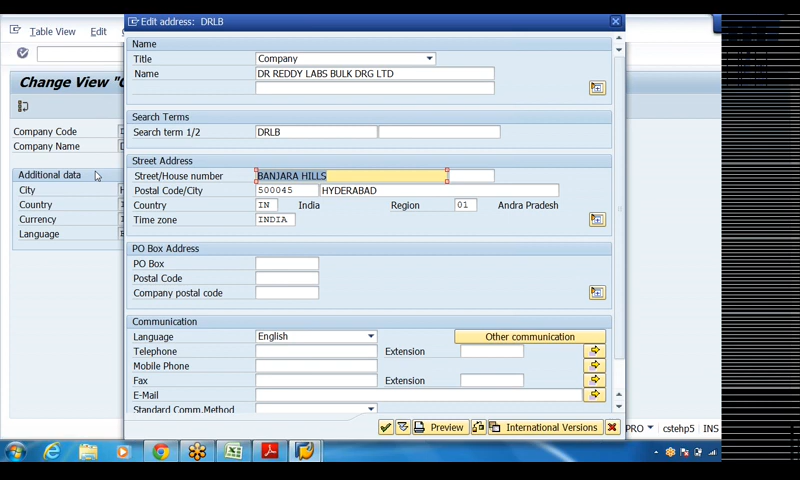 Edit address: DRLB
Table View Edit
Change View "
Company Code
Company Name
Additional data
City
Country
Currency
Language
Name
Title Company
Name DR REDDY LABS BULK DRG LTD
Search Terms
Search term 1/2 DRLB
Street Address
Street/House number BANJARA HILLS
Postal Code/City 500045 HYDERABAD
Country IN India Region 01 Andra Pradesh
Time zone INDIA
PO Box Address
PO Box
Postal Code
Company postal code
Communication
Language English Other communication
Telephone Extension
Mobile Phone
Fax Extension
E-Mail
Standard Comm.Method
Preview International Versions
PRO cstehp5 INS